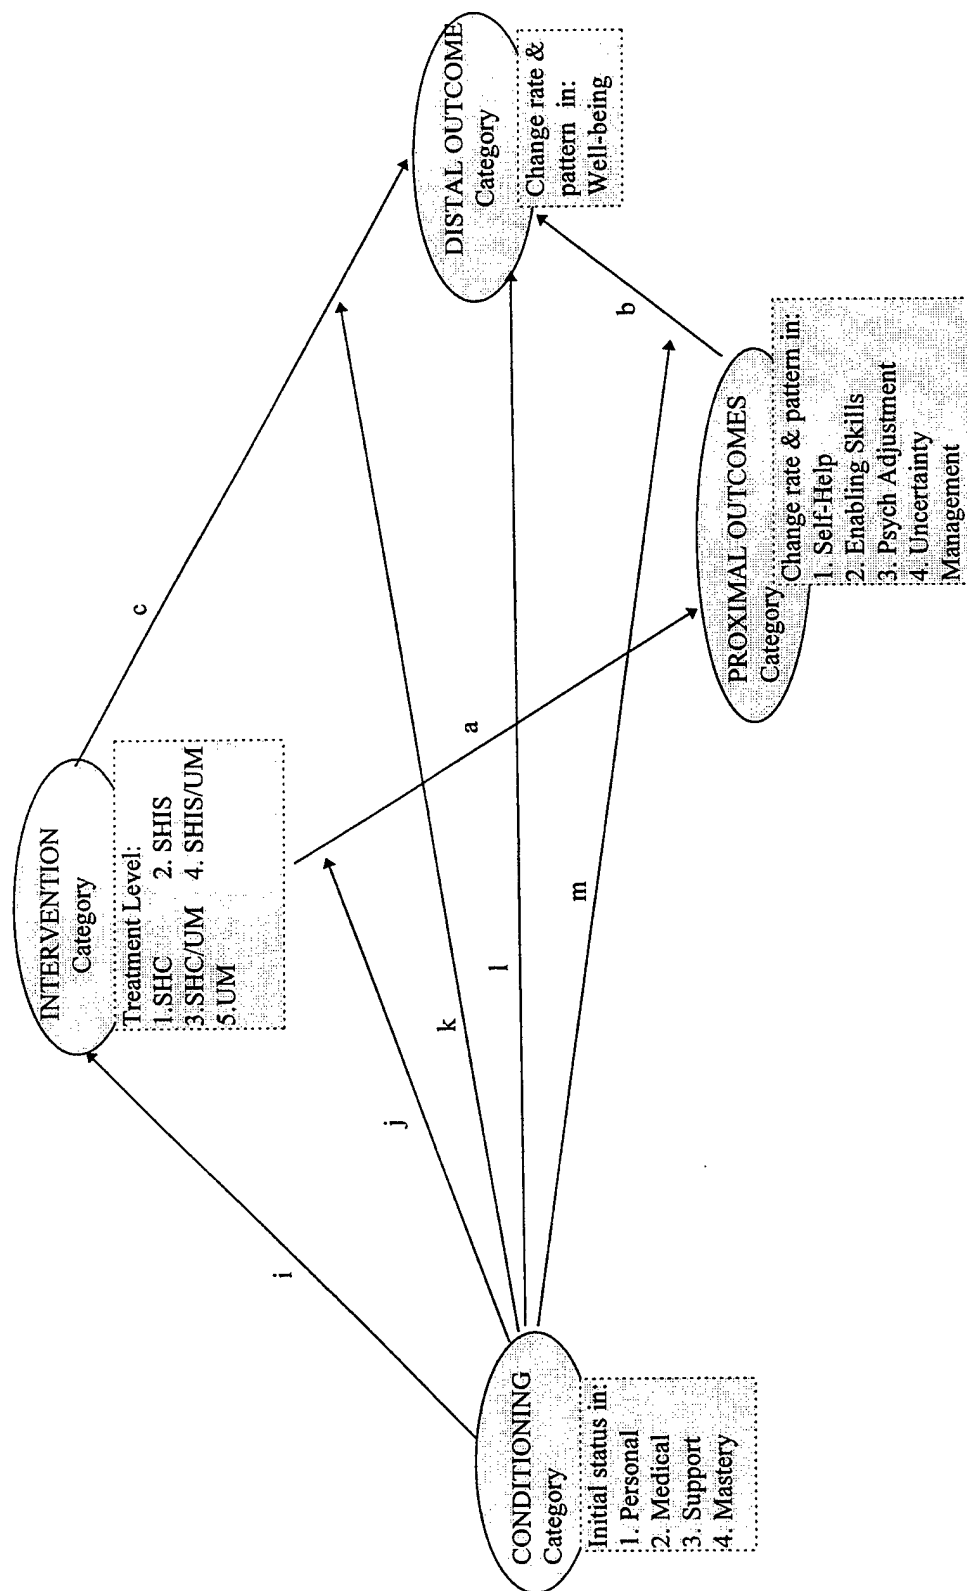 INTERVENTION
Category
Treatment Level:
1.SHC 2. SHIS
3.SHC/UM 4. SHIS/UM
5.UM
c
i
j
k
a
l
m
b
CONDITIONING
Category
Initial status in:
1. Personal
2. Medical
3. Support
4. Mastery
DISTAL OUTCOME
Category
Change rate &
pattern in:
Well-being
PROXIMAL OUTCOMES
Category
Change rate & pattern in:
1. Self-Help
2. Enabling Skills
3. Psych Adjustment
4. Uncertainty
Management